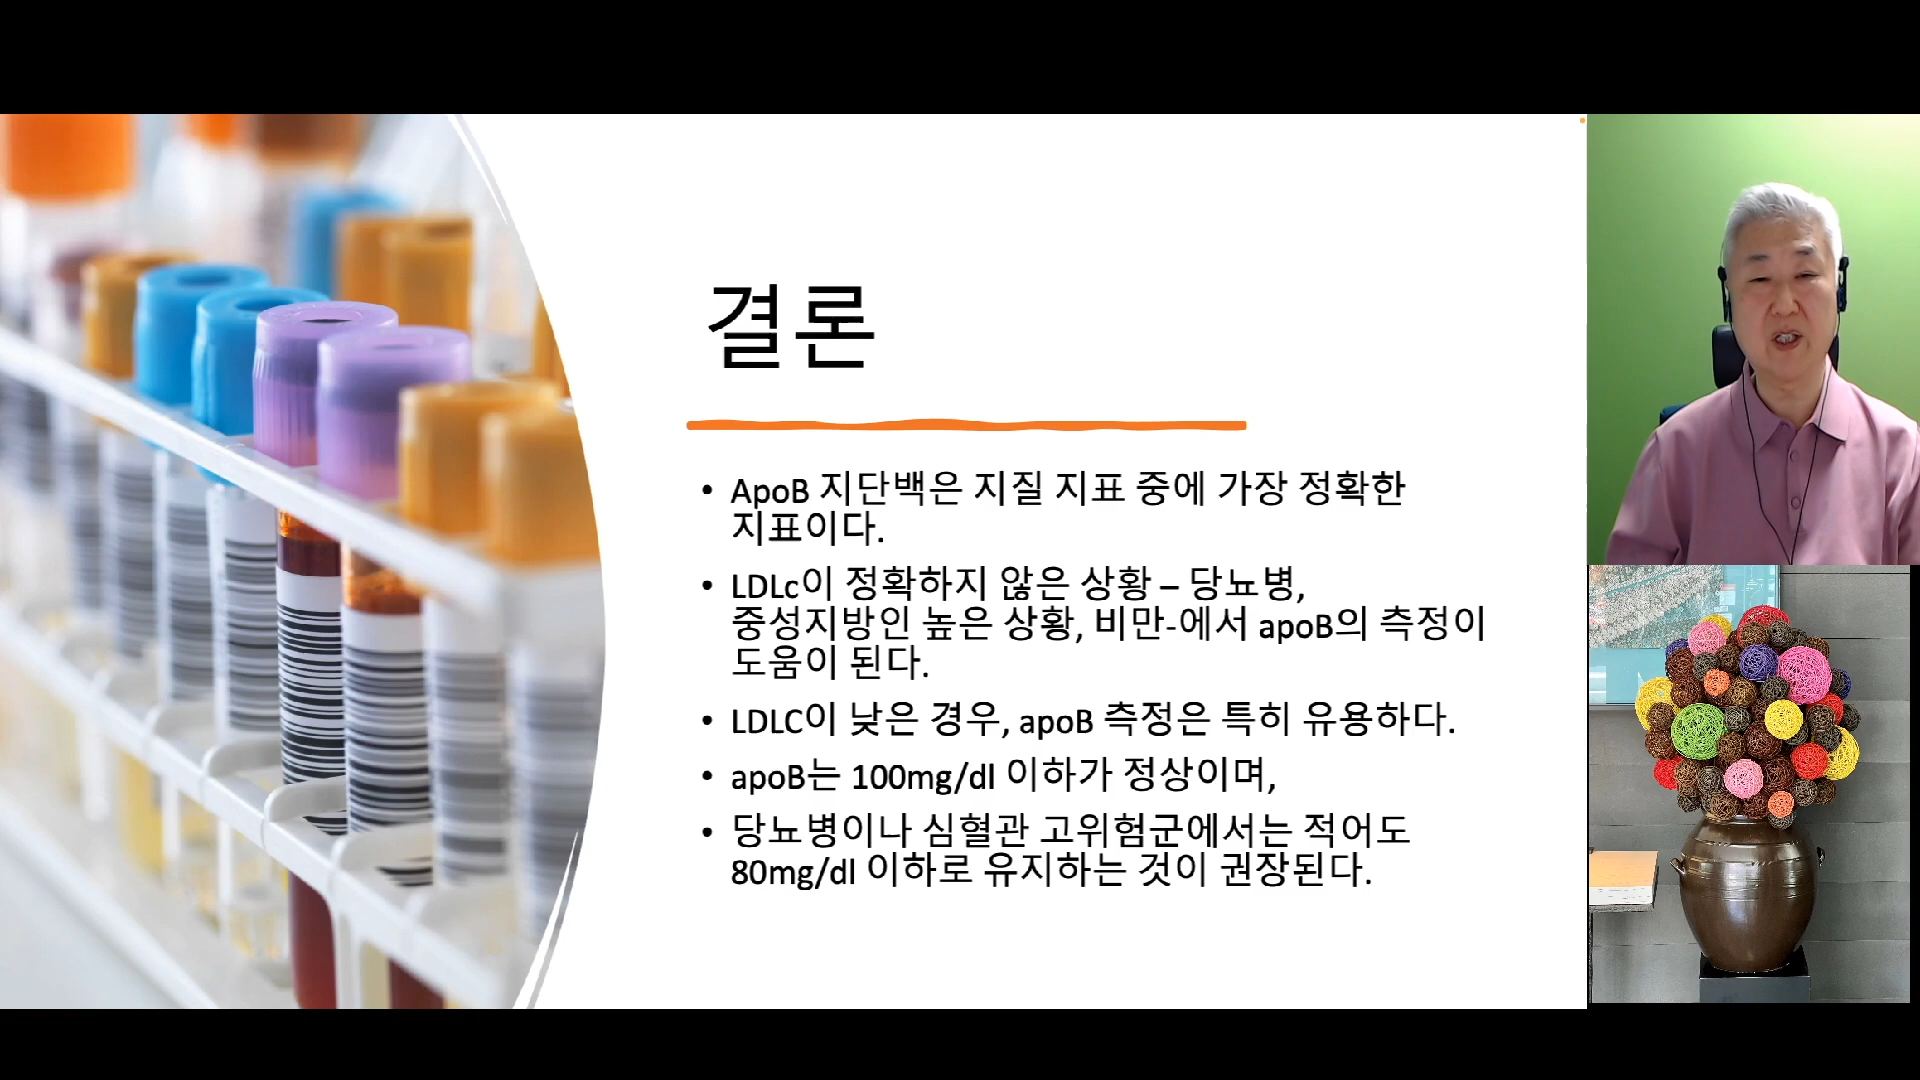 결론
• ApoB 지단백은 지질 지표 중에 가장 정확한
지표이다.
• LDLc이 정확하지 않은 상황 – 당뇨병,
중성지방인 높은 상황, 비만-에서 apoB의 측정이
도움이 된다.
• LDLC이 낮은 경우, apoB 측정은 특히 유용하다.
• apoB는 100mg/dl 이하가 정상이며,
• 당뇨병이나 심혈관 고위험군에서는 적어도
80mg/dl 이하로 유지하는 것이 권장된다.